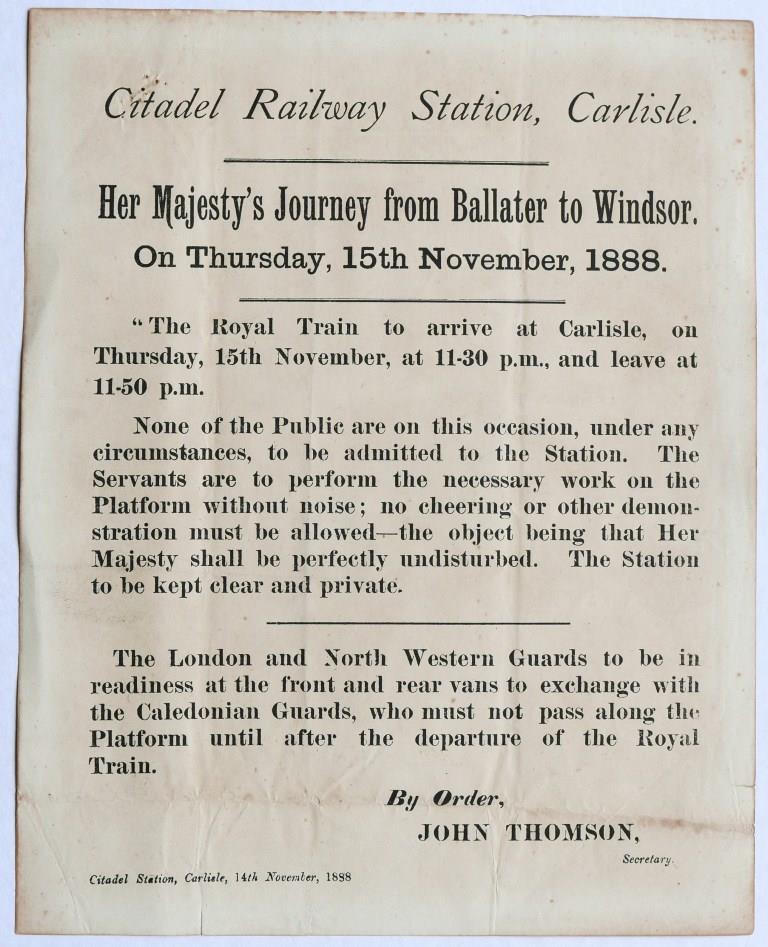 Citadel Railway Station, Carlisle.
Her Majesty's Journey from Ballater to Windsor.
On Thursday, 15th November, 1888.
"The Royal Train to arrive at Carlisle, on
Thursday, 15th November, at 11-30 p.m., and leave at
11-50 p.m.
None of the Public are on this occasion, under any
circumstances, to be admitted to the Station. The
Servants are to perform the necessary work on the
Platform without noise; no cheering or other demon-
stration must be allowed—the object being that Her
Majesty shall be perfectly undisturbed. The Station
to be kept clear and private.
The London and North Western Guards to be in
readiness at the front and rear vans to exchange with
the Caledonian Guards, who must not pass along the
Platform until after the departure of the Royal
Train.
By Order,
JOHN THOMSON,
Secretary.
Citadel Station, Carlisle, 14th November, 1888